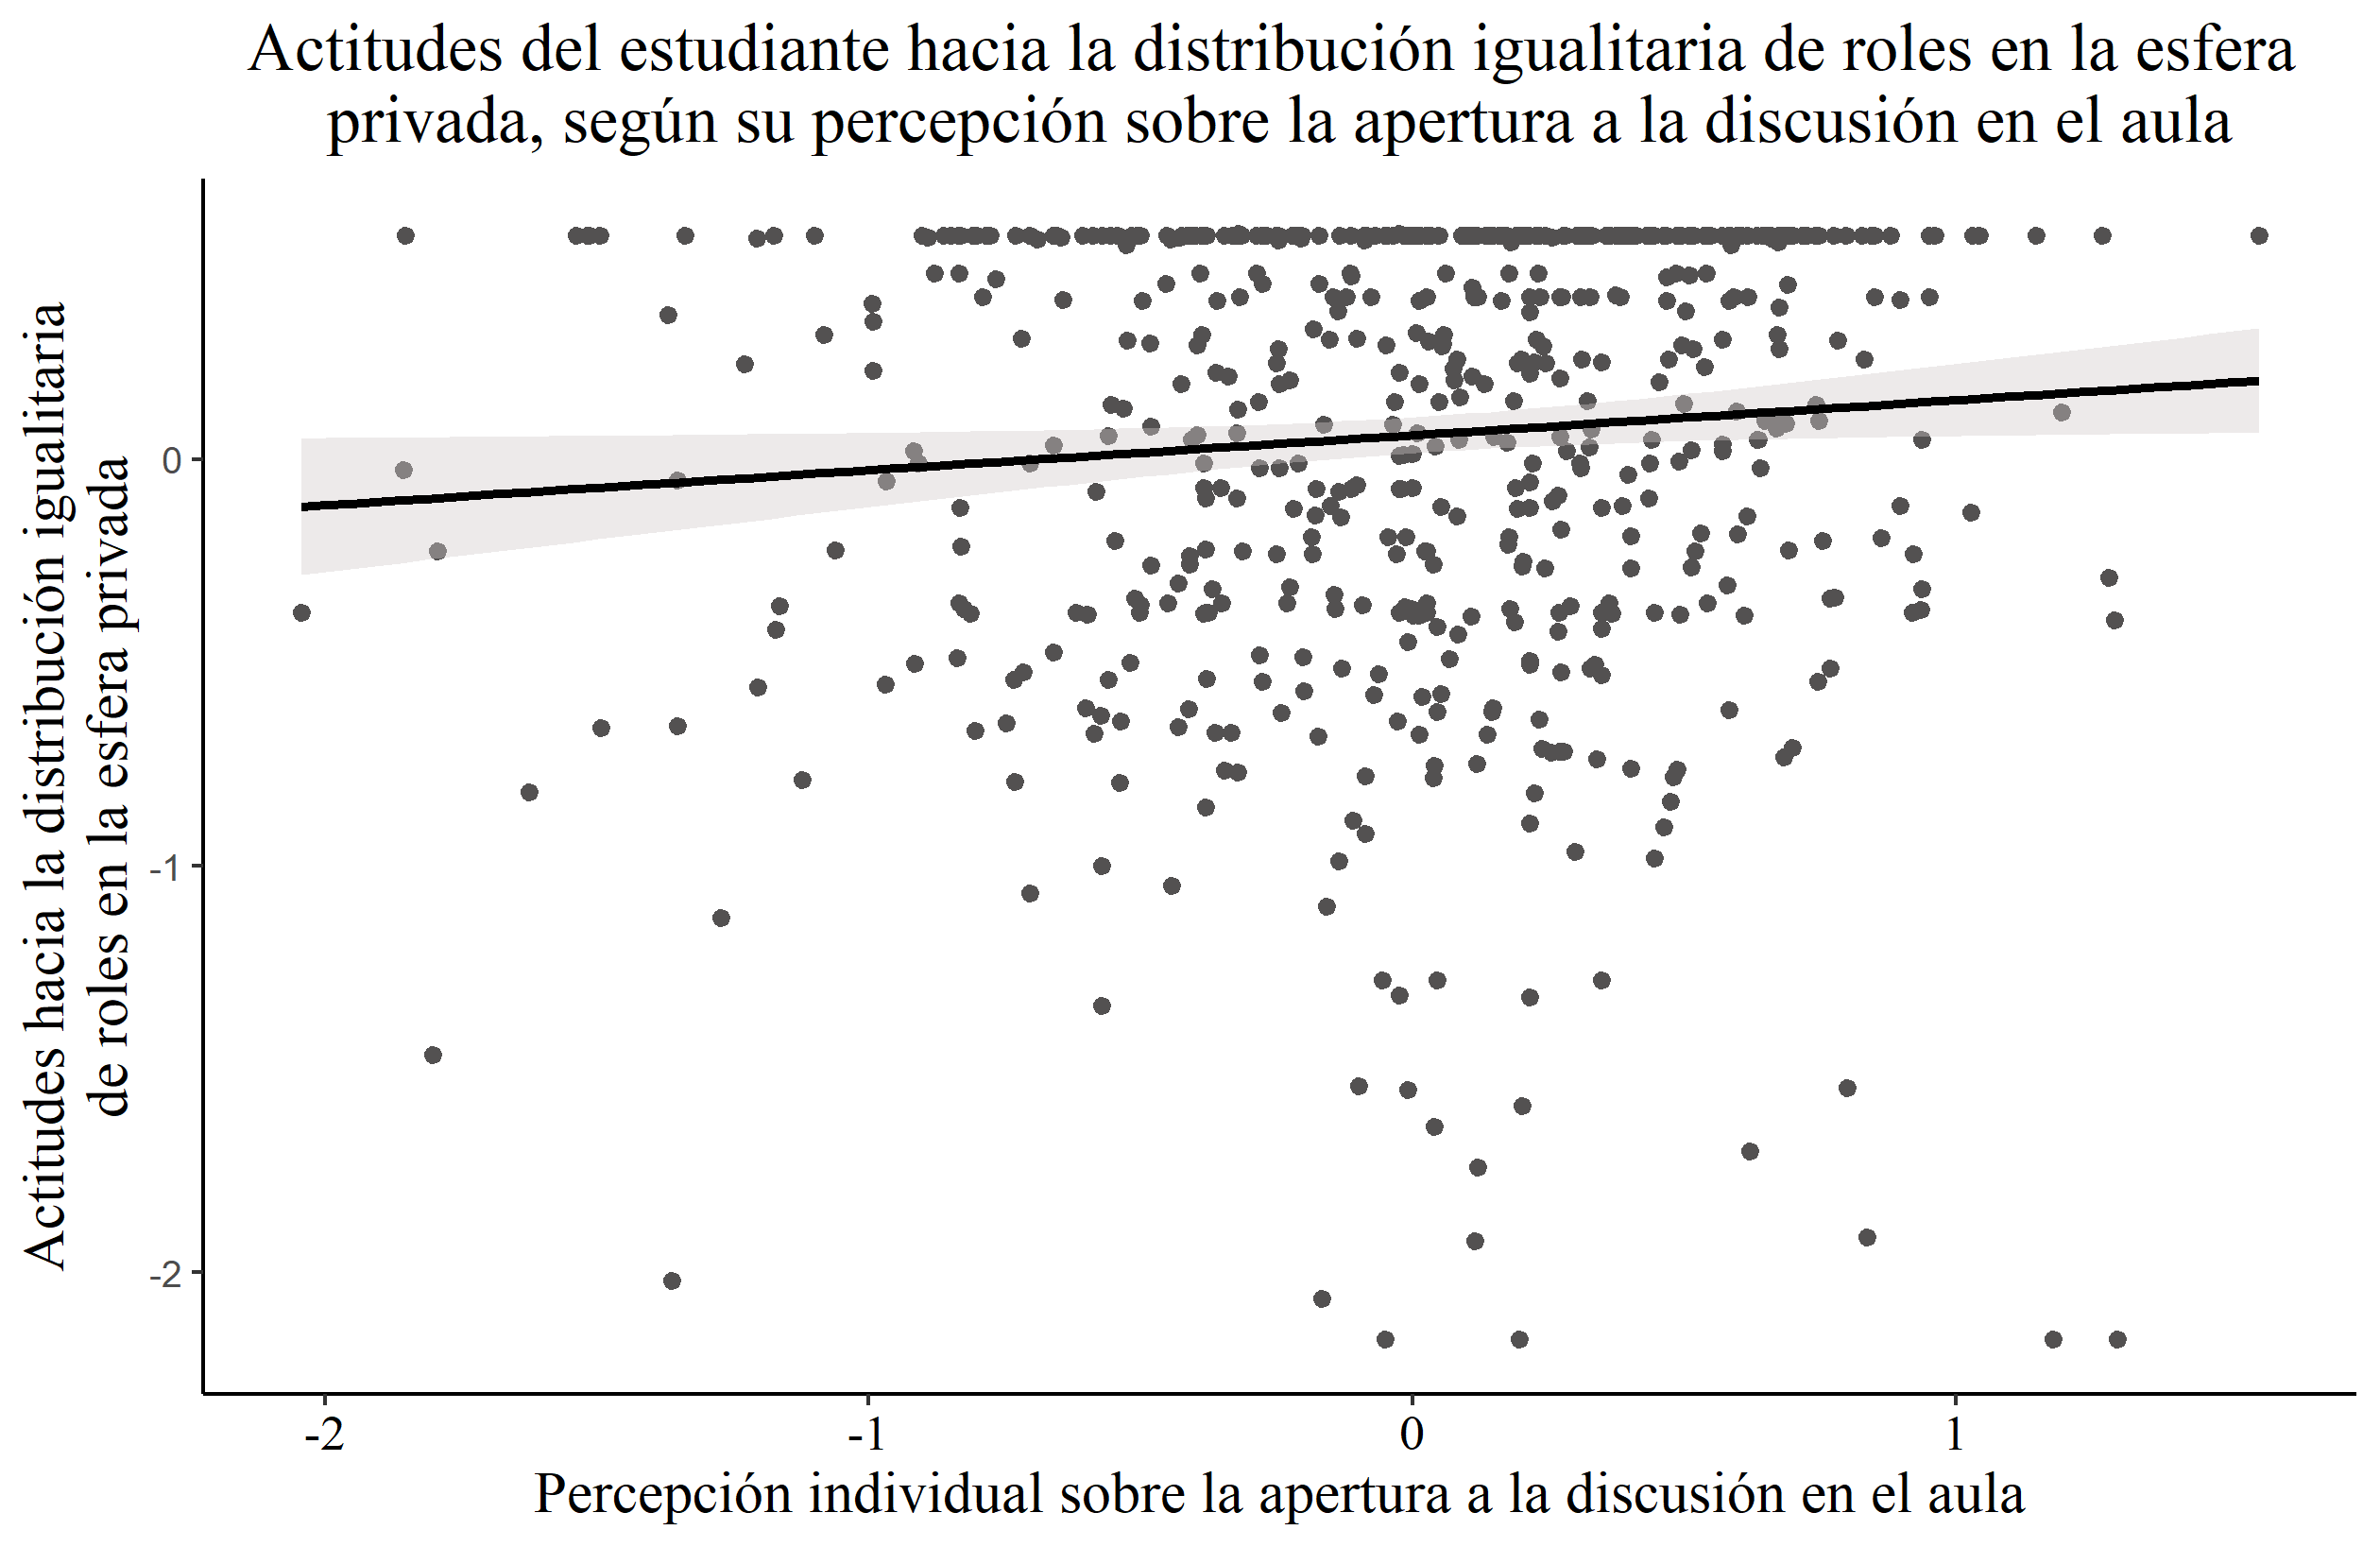 Actitudes del estudiante hacia la distribución igualitaria de roles en la esfera
privada, según su percepción sobre la apertura a la discusión en el aula
Actitudes hacia la distribución igualitaria
de roles en la esfera privada
0
-1
-2
-2
-1
0
1
Percepción individual sobre la apertura a la discusión en el aula